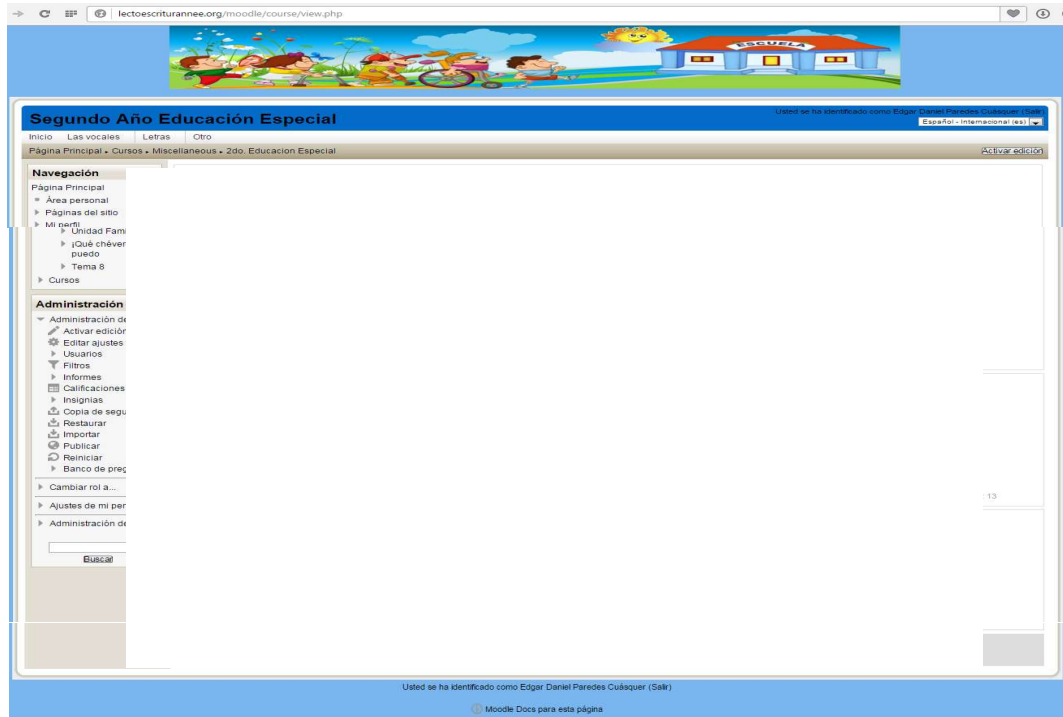 lectoescriturannee.org/moodle/course/view.php
ESCUELA
Segundo Año Educación Especial
Usted se ha identificado como Edgar Daniel Paredes Cuásquer (Salir)
Español - Internacional (es)
Inicio Las vocales Letras Otro
Página Principal Cursos Miscellaneous 2do. Educacion Especial
Activar edición
Navegación
Página Principal
Área personal
Páginas del sitio
Mi perfil
Unidad Fami
¡Qué chéver
puedo
Tema 8
Cursos
Administración
Administración de
Activar edición
Editar ajustes
Usuarios
Filtros
Informes
Calificaciones
Insignias
Copia de segu
Restaurar
Importar
Publicar
Reiniciar
Banco de preg
Cambiar rol a...
: 13
Ajustes de mi per
Administración de
Buscar
Usted se ha identificado como Edgar Daniel Paredes Cuásquer (Salir)
Moodle Docs para esta página